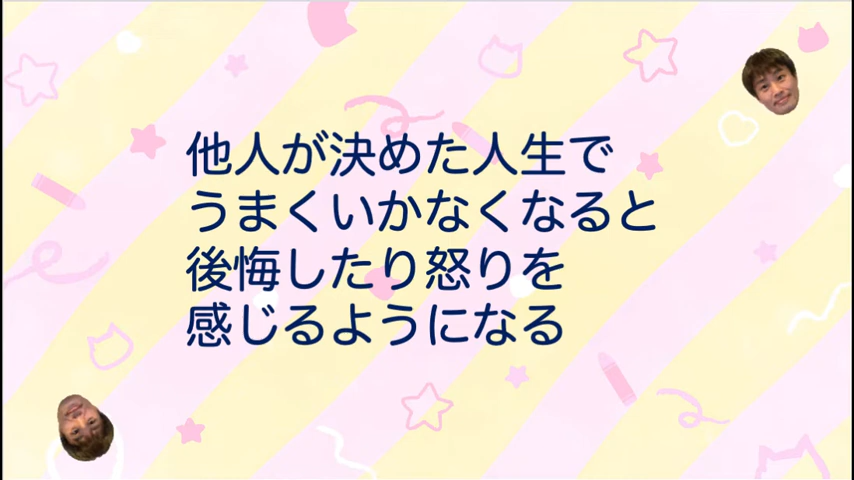 他人が決めた人生で
うまくいかなくなると
後悔したり怒りを
感じるようになる